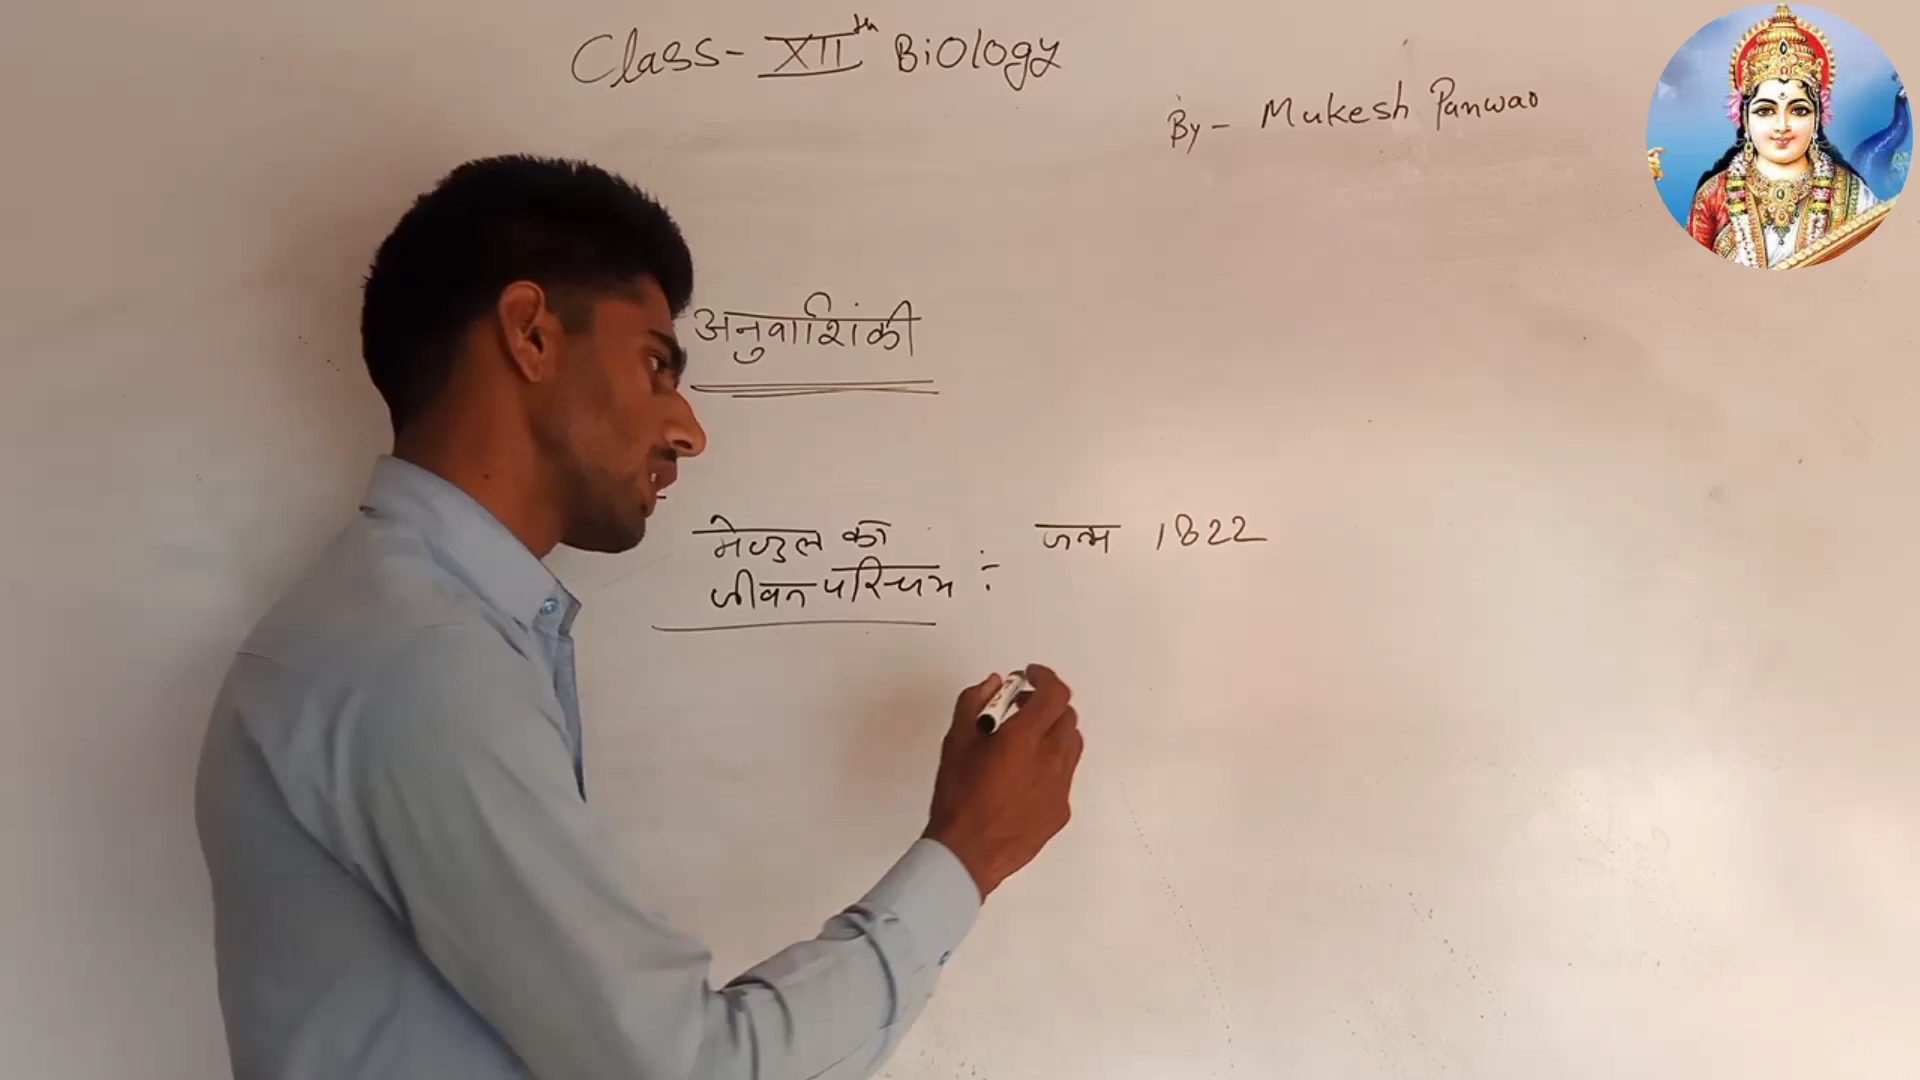 Class- XIIth Biology
By- Mukesh Panwar
अनुवांशिकी
मेण्डल का
जीवन परिचय :-
जन्म 1822